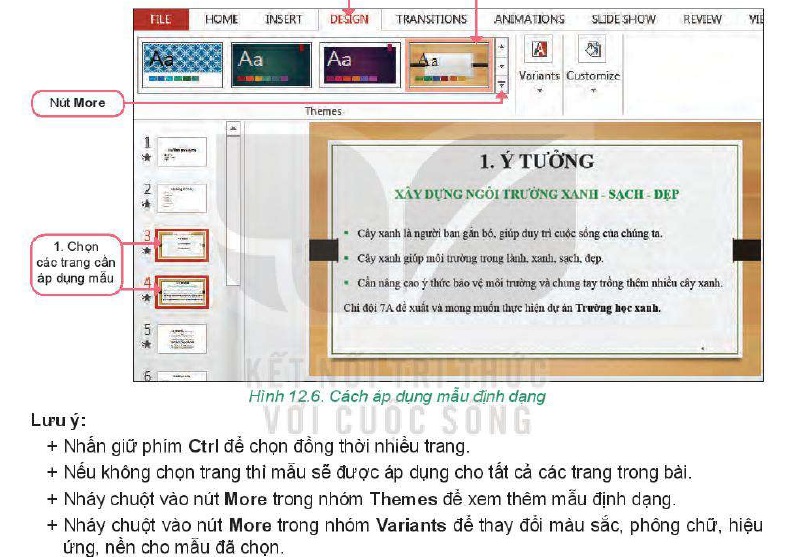 FILE HOME INSERT DESIGN TRANSITIONS ANIMATIONS SLIDE SHOW REVIEW
Aa Aa Aa Aa
Variants Customize
Nút More
Themes
1
2
3
4
5
6
1. Chọn
các trang cần
áp dụng mẫu
1. Ý TƯỞNG
XÂY DỰNG NGÔI TRƯỜNG XANH - SẠCH - ĐẸP
• Cây xanh là người bạn gắn bó, giúp duy trì cuộc sống của chúng ta.
• Cây xanh giúp môi trường trong lành, xanh, sạch, đẹp.
• Cần nâng cao ý thức bảo vệ môi trường và chung tay trồng thêm nhiều cây xanh.
Chi đội 7A đề xuất và mong muốn thực hiện dự án Trường học xanh.
KẾT NỐI TRI THỨC
VỚI CUỘC SỐNG
Hình 12.6. Cách áp dụng mẫu định dạng
Lưu ý:
+ Nhấn giữ phím Ctrl để chọn đồng thời nhiều trang.
+ Nếu không chọn trang thì mẫu sẽ được áp dụng cho tất cả các trang trong bài.
+ Nháy chuột vào nút More trong nhóm Themes để xem thêm mẫu định dạng.
+ Nháy chuột vào nút More trong nhóm Variants để thay đổi màu sắc, phông chữ, hiệu
ứng, nền cho mẫu đã chọn.